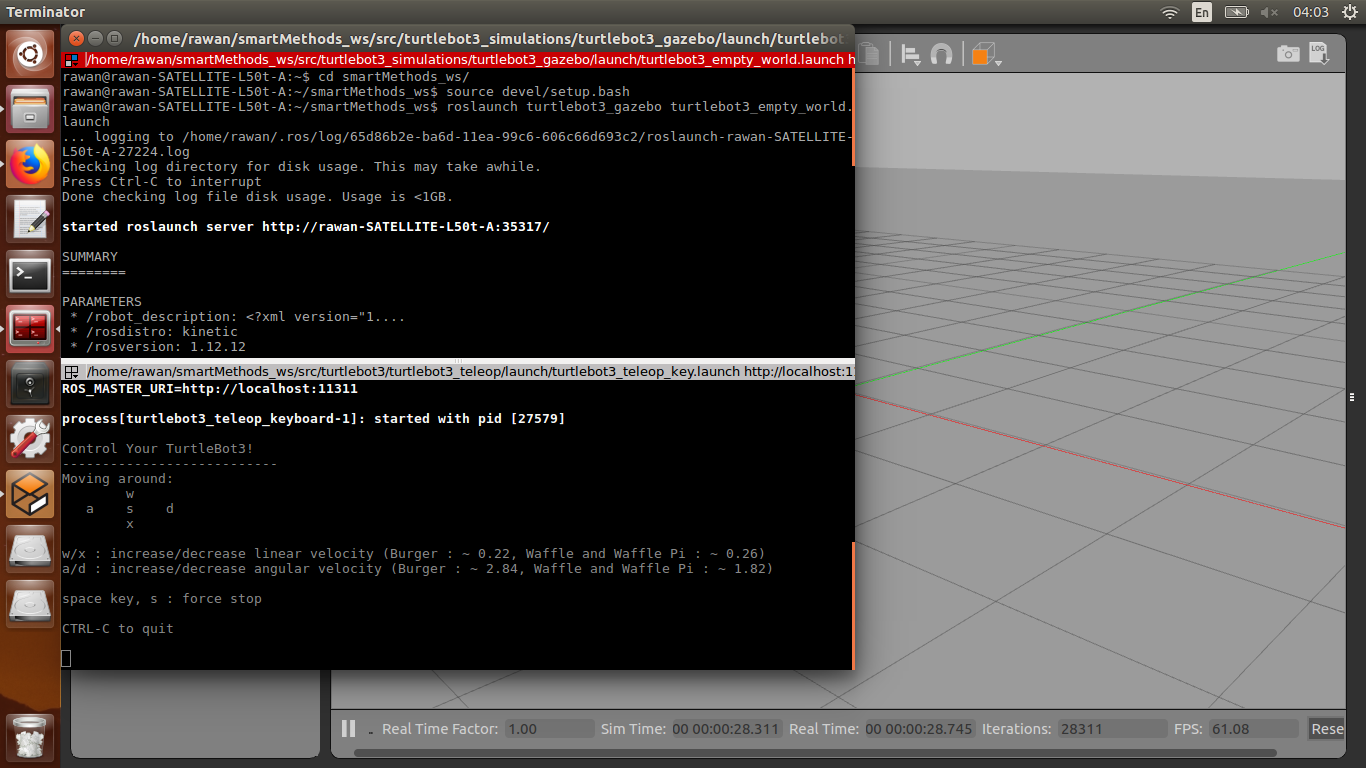 Terminator
En
04:03
/home/rawan/smartMethods_ws/src/turtlebot3_simulations/turtlebot3_gazebo/launch/turtlebot
/home/rawan/smartMethods_ws/src/turtlebot3_simulations/turtlebot3_gazebo/launch/turtlebot3_empty_world.launch h
rawan@rawan-SATELLITE-L50t-A:~$ cd smartMethods_ws/
rawan@rawan-SATELLITE-L50t-A:~/smartMethods_ws$ source devel/setup.bash
rawan@rawan-SATELLITE-L50t-A:~/smartMethods_ws$ roslaunch turtlebot3_gazebo turtlebot3_empty_world.
launch
... logging to /home/rawan/.ros/log/65d86b2e-ba6d-11ea-99c6-606c66d693c2/roslaunch-rawan-SATELLITE-
L50t-A-27224.log
Checking log directory for disk usage. This may take awhile.
Press Ctrl-C to interrupt
Done checking log file disk usage. Usage is <1GB.
started roslaunch server http://rawan-SATELLITE-L50t-A:35317/
SUMMARY
========
PARAMETERS
* /robot_description: <?xml version="1....
* /rosdistro: kinetic
* /rosversion: 1.12.12
/home/rawan/smartMethods_ws/src/turtlebot3/turtlebot3_teleop/launch/turtlebot3_teleop_key.launch http://localhost:1
ROS_MASTER_URI=http://localhost:11311
process[turtlebot3_teleop_keyboard-1]: started with pid [27579]
Control Your TurtleBot3!
---------------------------
Moving around:
w
a s d
x
w/x : increase/decrease linear velocity (Burger : ~ 0.22, Waffle and Waffle Pi : ~ 0.26)
a/d : increase/decrease angular velocity (Burger : ~ 2.84, Waffle and Waffle Pi : ~ 1.82)
space key, s : force stop
CTRL-C to quit
LOG
Real Time Factor: 1.00 Sim Time: 00 00:00:28.311 Real Time: 00 00:00:28.745 Iterations: 28311 FPS: 61.08 Rese